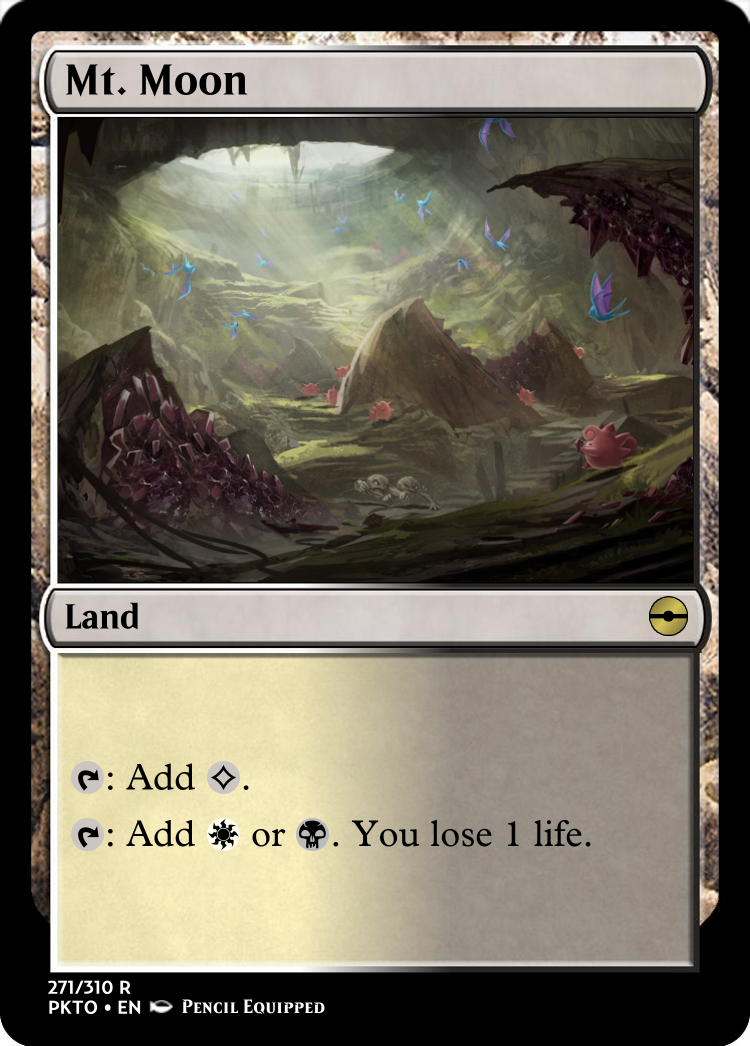 Mt. Moon
Land
: Add .
: Add or . You lose 1 life.
271/310 R
PKTO • EN Pencil Equipped